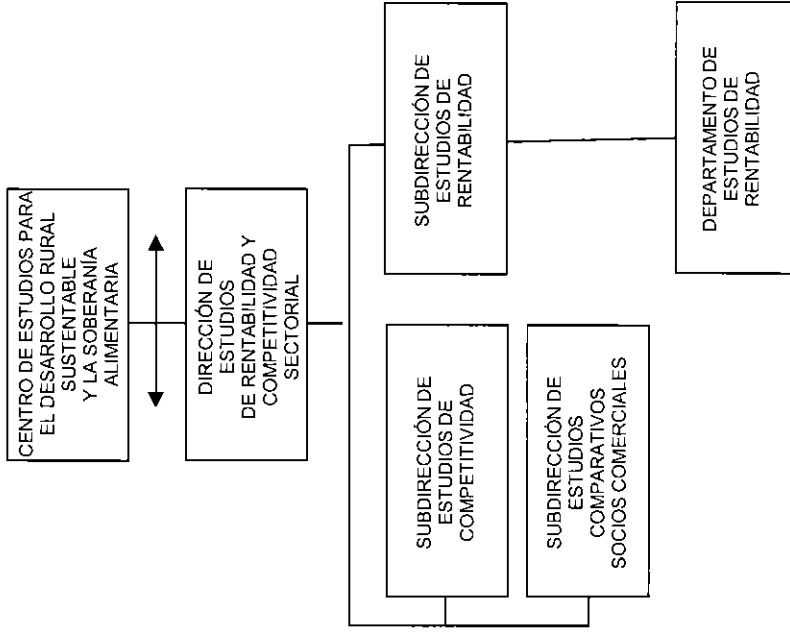 CENTRO DE ESTUDIOS PARA
EL DESARROLLO RURAL
SUSTENTABLE
Y LA SOBERANÍA
ALIMENTARIA
DIRECCIÓN DE
ESTUDIOS
DE RENTABILIDAD Y
COMPETITIVIDAD
SECTORIAL
SUBDIRECCIÓN DE
ESTUDIOS DE
COMPETITIVIDAD
SUBDIRECCIÓN DE
ESTUDIOS
COMPARATIVOS
SOCIOS COMERCIALES
SUBDIRECCIÓN DE
ESTUDIOS DE
RENTABILIDAD
DEPARTAMENTO DE
ESTUDIOS DE
RENTABILIDAD